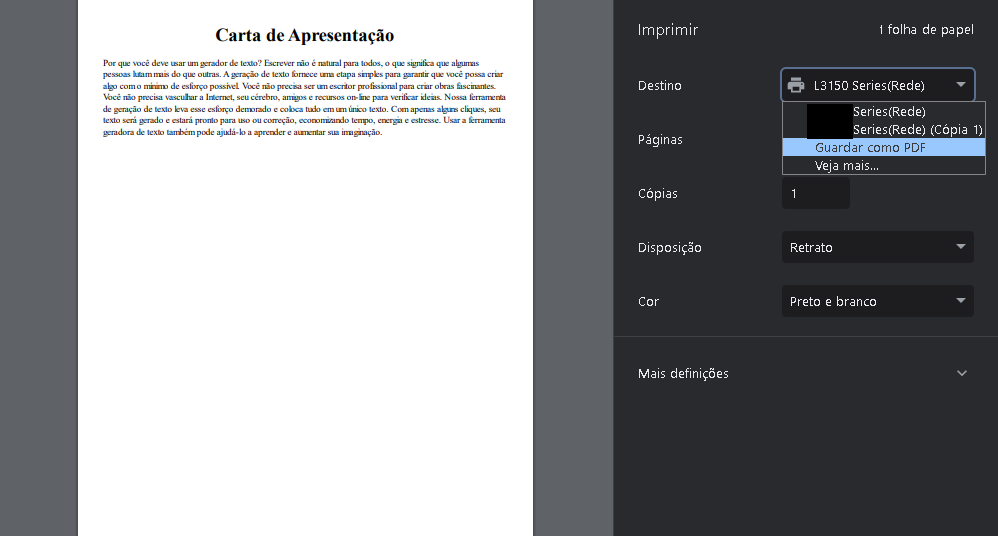 Carta de Apresentação
Por que você deve usar um gerador de texto? Escrever não é natural para todos, o que significa que algumas
pessoas lutam mais do que outras. A geração de texto fornece uma etapa simples para garantir que você possa criar
algo com o mínimo de esforço possível. Você não precisa ser um escritor profissional para criar obras fascinantes.
Você não precisa vasculhar a Internet, seu cérebro, amigos e recursos on-line para verificar ideias. Nossa ferramenta
de geração de texto leva esse esforço demorado e coloca tudo em um único texto. Com apenas alguns cliques, seu
texto será gerado e estará pronto para uso ou correção, economizando tempo, energia e estresse. Usar a ferramenta
geradora de texto também pode ajudá-lo a aprender e aumentar sua imaginação.
Imprimir
1 folha de papel
Destino
L3150 Series(Rede)
Series(Rede)
Series(Rede) (Cópia 1)
Guardar como PDF
Veja mais...
Páginas
Cópias
1
Disposição
Retrato
Cor
Preto e branco
Mais definições